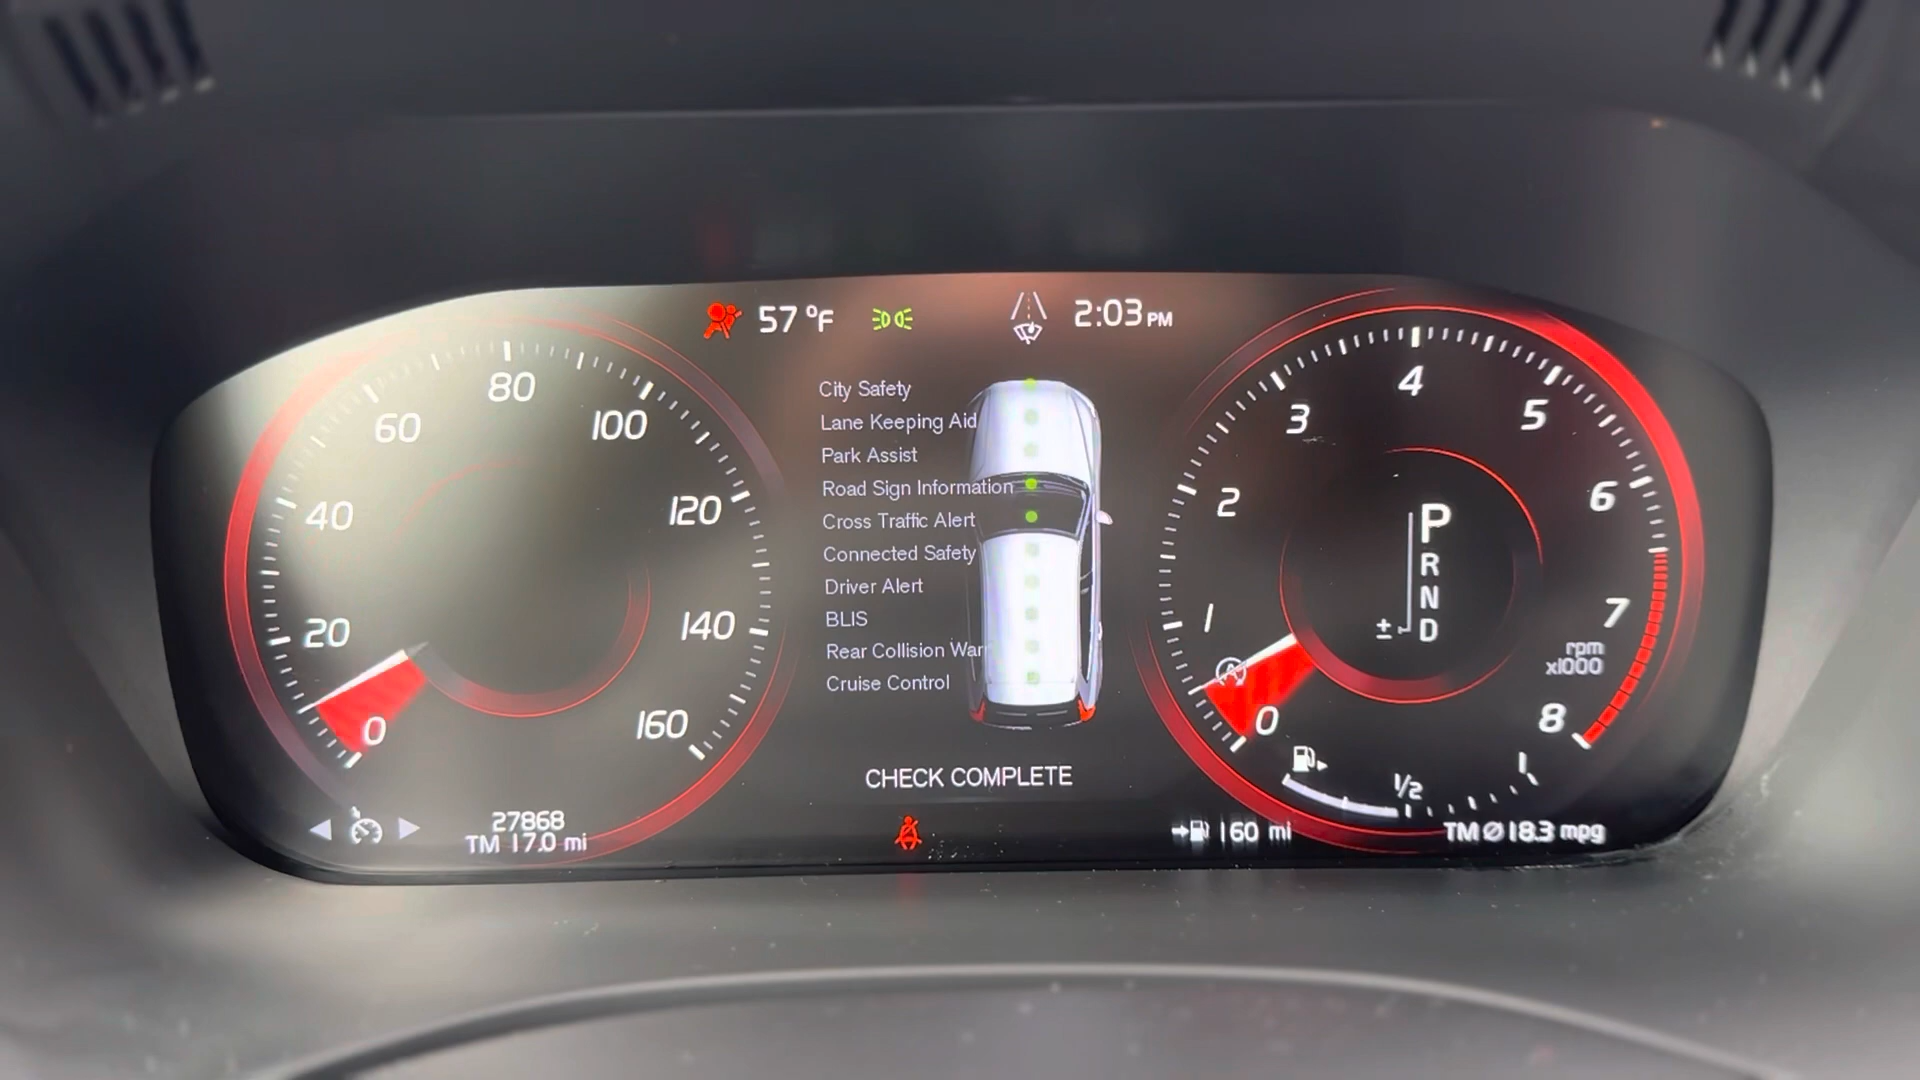 57 °F
2:03 PM
City Safety
Lane Keeping Aid
Park Assist
Road Sign Information
Cross Traffic Alert
Connected Safety
Driver Alert
BLIS
Rear Collision War
Cruise Control
CHECK COMPLETE
0
20
40
60
80
100
120
140
160
27868
TM 17.0 mi
0
1
2
3
4
5
6
7
8
rpm
x1000
P
R
N
D
±
A
1/2
1
160 mi
TM Ø 18.3 mpg